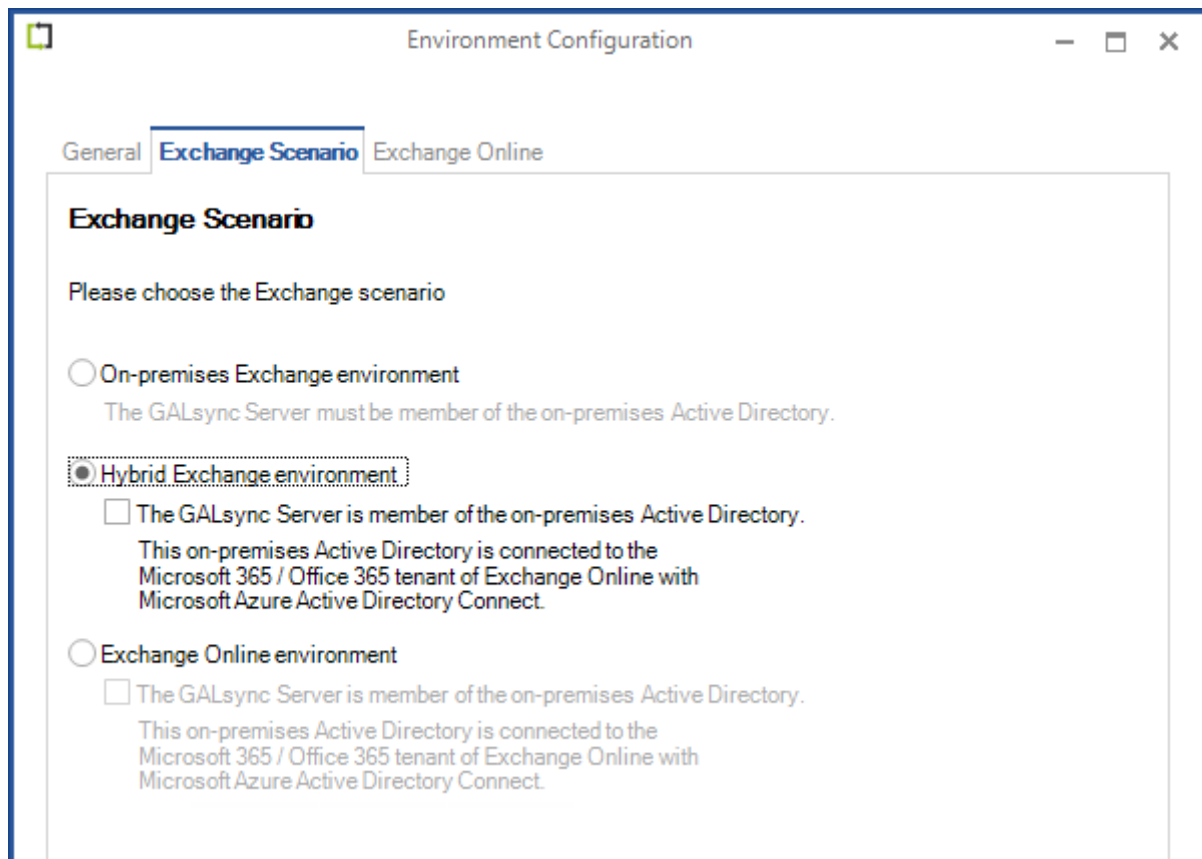 Environment Configuration
General Exchange Scenario Exchange Online
Exchange Scenario
Please choose the Exchange scenario
On-premises Exchange environment
The GALsync Server must be member of the on-premises Active Directory.
Hybrid Exchange environment
The GALsync Server is member of the on-premises Active Directory.
This on-premises Active Directory is connected to the
Microsoft 365 / Office 365 tenant of Exchange Online with
Microsoft Azure Active Directory Connect.
Exchange Online environment
The GALsync Server is member of the on-premises Active Directory.
This on-premises Active Directory is connected to the
Microsoft 365 / Office 365 tenant of Exchange Online with
Microsoft Azure Active Directory Connect.